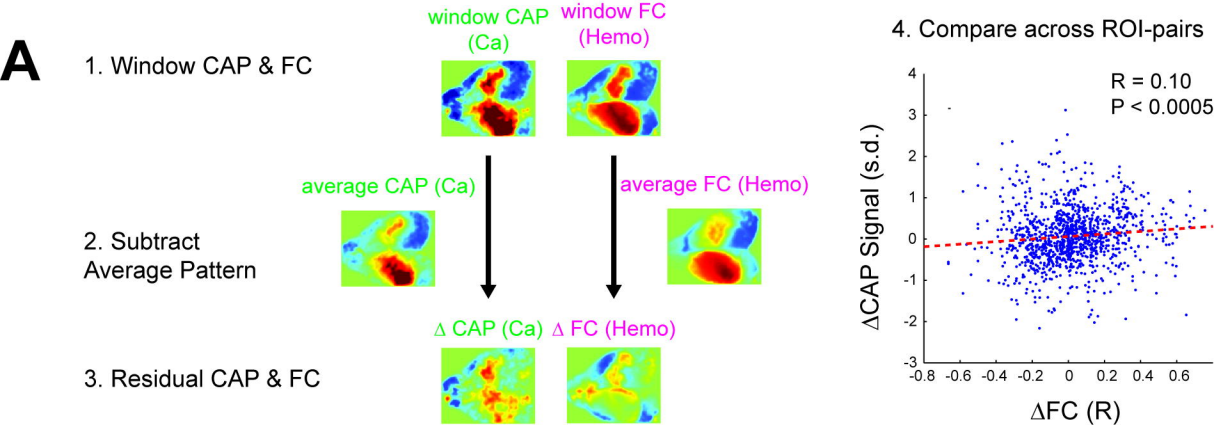 A
1. Window CAP & FC
window CAP
(Ca)
window FC
(Hemo)
average CAP (Ca)
average FC (Hemo)
2. Subtract
Average Pattern
Δ CAP (Ca)
Δ FC (Hemo)
3. Residual CAP & FC
4. Compare across ROI-pairs
R = 0.10
P < 0.0005
ΔCAP Signal (s.d.)
4
3
2
1
0
-1
-2
-3
-0.8 -0.6 -0.4 -0.2 0 0.2 0.4 0.6
ΔFC (R)